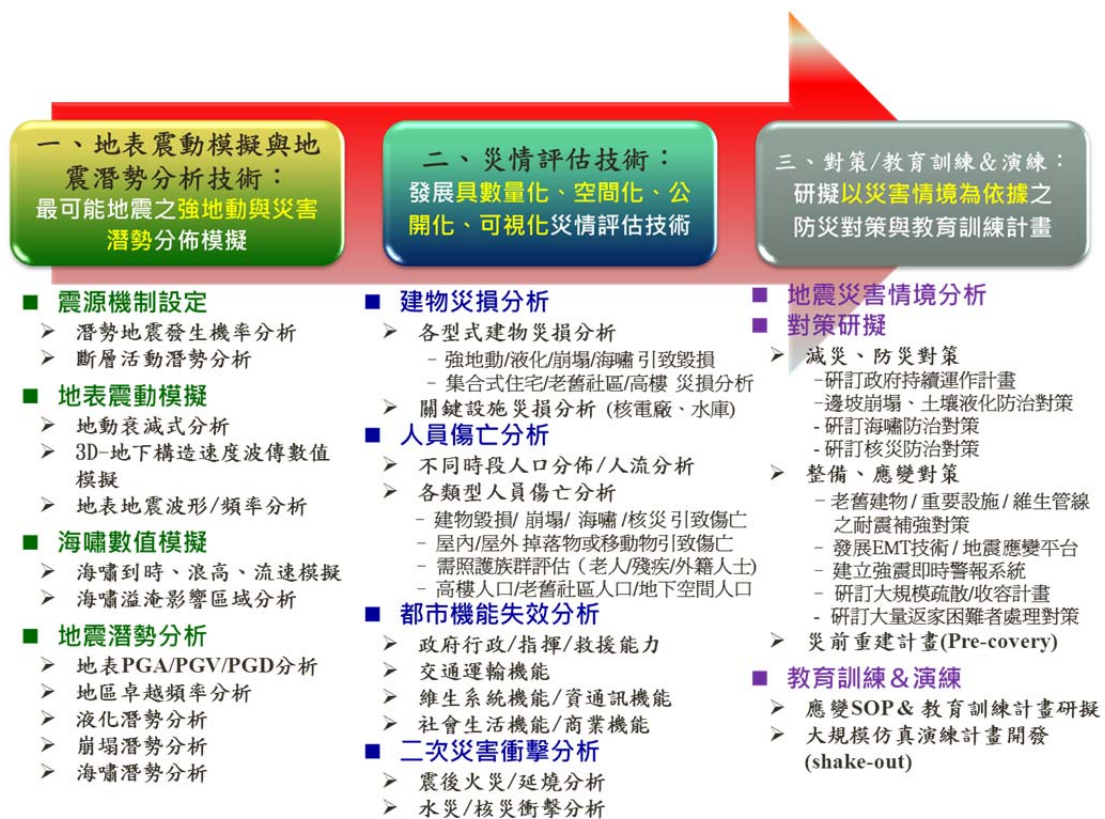 一、地表震動模擬與地
震潛勢分析技術：
最可能地震之強地動與災害
潛勢分佈模擬
■ 震源機制設定
➢ 潛勢地震發生機率分析
➢ 斷層活動潛勢分析
■ 地表震動模擬
➢ 地動衰減式分析
➢ 3D-地下構造速度波傳數值
模擬
➢ 地表地震波形/頻率分析
■ 海嘯數值模擬
➢ 海嘯到時、浪高、流速模擬
➢ 海嘯溢淹影響區域分析
■ 地震潛勢分析
➢ 地表PGA/PGV/PGD分析
➢ 地區卓越頻率分析
➢ 液化潛勢分析
➢ 崩塌潛勢分析
➢ 海嘯潛勢分析
二、災情評估技術：
發展具數量化、空間化、公
開化、可視化災情評估技術
■ 建物災損分析
➢ 各型式建物災損分析
- 強地動/液化/崩塌/海嘯 引致毀損
- 集合式住宅/老舊社區/高樓 災損分析
➢ 關鍵設施災損分析 (核電廠、水庫)
■ 人員傷亡分析
➢ 不同時段人口分佈/人流分析
➢ 各類型人員傷亡分析
- 建物毀損/ 崩塌/ 海嘯 /核災 引致傷亡
- 屋內/屋外 掉落物或移動物引致傷亡
- 需照護族群評估（老人/殘疾/外籍人士）
- 高樓人口/老舊社區人口/地下空間人口
■ 都市機能失效分析
➢ 政府行政/指揮/救援能力
➢ 交通運輸機能
➢ 維生系統機能/資通訊機能
➢ 社會生活機能/商業機能
■ 二次災害衝擊分析
➢ 震後火災/延燒分析
➢ 水災/核災衝擊分析
三、對策/教育訓練＆演練：
研擬以災害情境為依據之
防災對策與教育訓練計畫
■ 地震災害情境分析
■ 對策研擬
➢ 減災、防災對策
-研訂政府持續運作計畫
-邊坡崩塌、土壤液化防治對策
- 研訂海嘯防治對策
- 研訂核災防治對策
➢ 整備、應變對策
- 老舊建物 / 重要設施 / 維生管線
之耐震補強對策
- 發展EMT技術 / 地震應變平台
- 建立強震即時警報系統
- 研訂大規模疏散/收容計畫
- 研訂大量返家困難者處理對策
➢ 災前重建計畫(Pre-covery)
■ 教育訓練＆演練
➢ 應變SOP＆ 教育訓練計畫研擬
➢ 大規模仿真演練計畫開發
(shake-out)